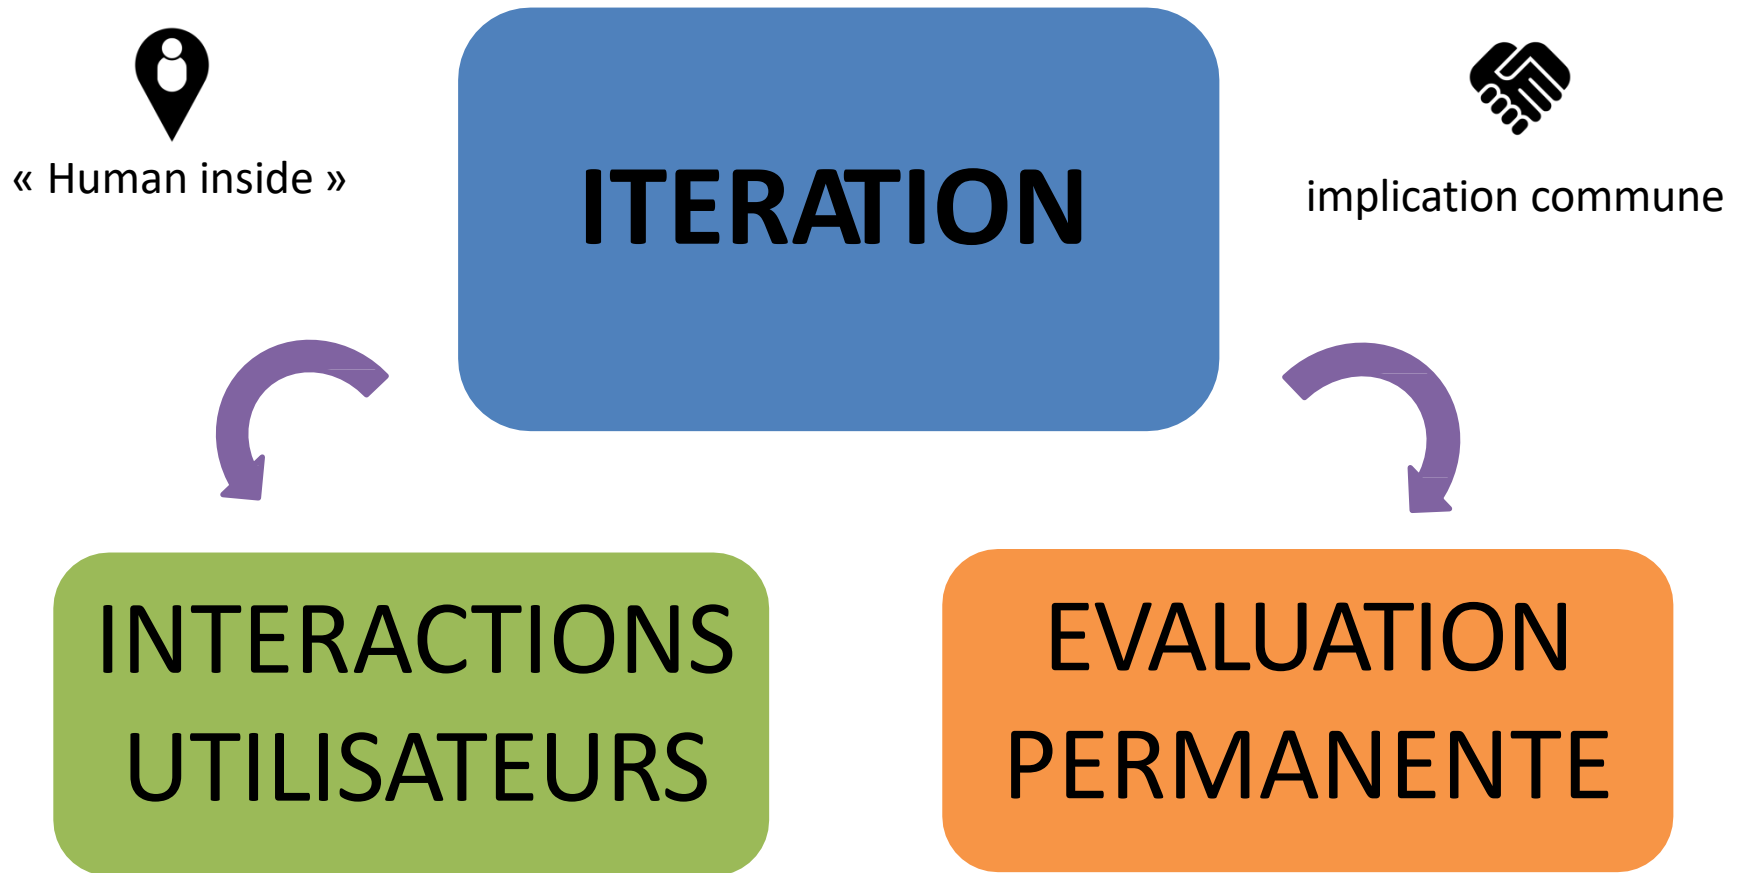 « Human inside »
ITERATION
implication commune
INTERACTIONS
UTILISATEURS
EVALUATION
PERMANENTE